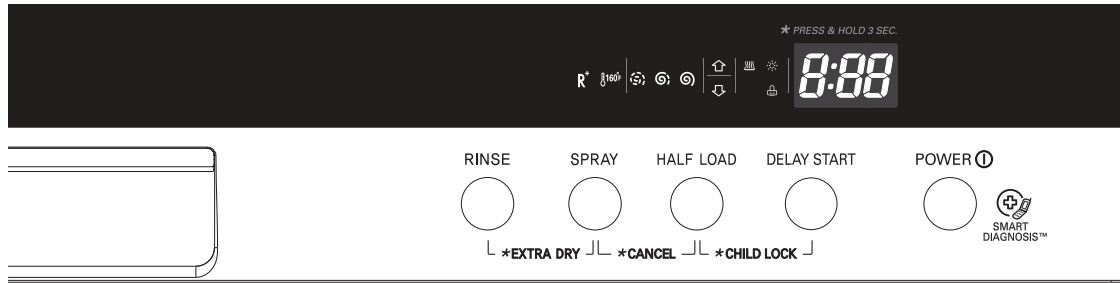 * PRESS & HOLD 3 SEC.
R+ 160°F 8:88
RINSE SPRAY HALF LOAD DELAY START POWER
*EXTRA DRY *CANCEL *CHILD LOCK
SMART
DIAGNOSIS™